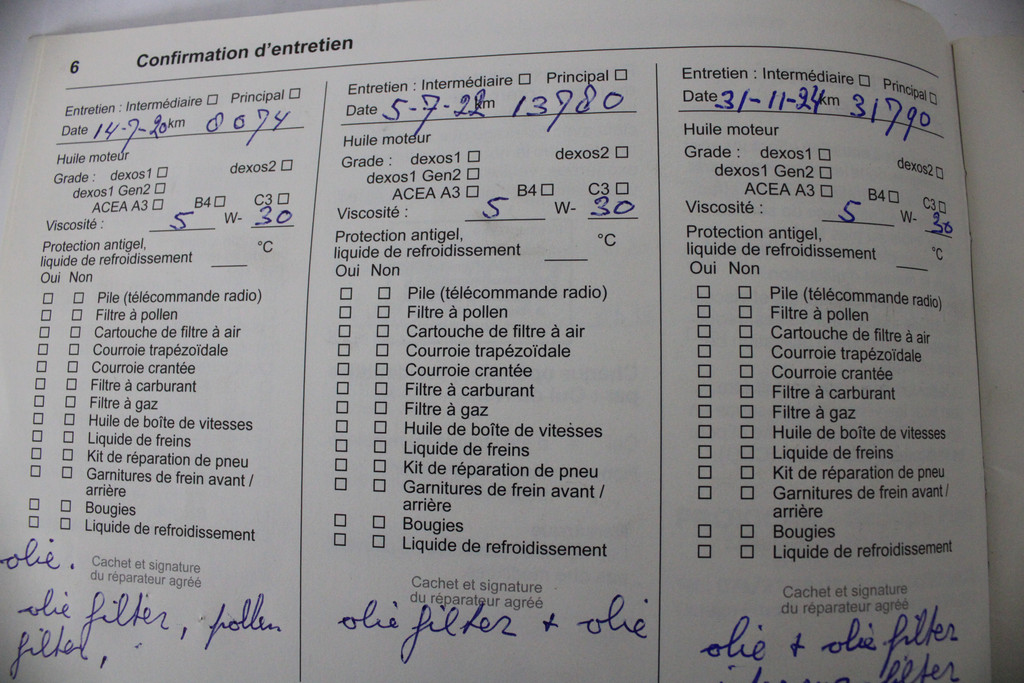 6 Confirmation d'entretien
Entretien : Intermédiaire ☐ Principal ☐
Date 14-7-20 km 8074
Huile moteur
Grade : dexos1 ☐ dexos2 ☐
dexos1 Gen2 ☐
ACEA A3 ☐ B4 ☐ C3 ☐
Viscosité : 5 W- 30
Protection antigel,
liquide de refroidissement ____ °C
Oui Non
☐ ☐ Pile (télécommande radio)
☐ ☐ Filtre à pollen
☐ ☐ Cartouche de filtre à air
☐ ☐ Courroie trapézoïdale
☐ ☐ Courroie crantée
☐ ☐ Filtre à carburant
☐ ☐ Filtre à gaz
☐ ☐ Huile de boîte de vitesses
☐ ☐ Liquide de freins
☐ ☐ Kit de réparation de pneu
☐ ☐ Garnitures de frein avant /
arrière
☐ ☐ Bougies
☐ ☐ Liquide de refroidissement
olie.
Cachet et signature
du réparateur agréé
olie filter, pollen
filter,
Entretien : Intermédiaire ☐ Principal ☐
Date 5-7-22 km 13780
Huile moteur
Grade : dexos1 ☐ dexos2 ☐
dexos1 Gen2 ☐
ACEA A3 ☐ B4 ☐ C3 ☐
Viscosité : 5 W- 30
Protection antigel,
liquide de refroidissement ____ °C
Oui Non
☐ ☐ Pile (télécommande radio)
☐ ☐ Filtre à pollen
☐ ☐ Cartouche de filtre à air
☐ ☐ Courroie trapézoïdale
☐ ☐ Courroie crantée
☐ ☐ Filtre à carburant
☐ ☐ Filtre à gaz
☐ ☐ Huile de boîte de vitesses
☐ ☐ Liquide de freins
☐ ☐ Kit de réparation de pneu
☐ ☐ Garnitures de frein avant /
arrière
☐ ☐ Bougies
☐ ☐ Liquide de refroidissement
Cachet et signature
du réparateur agréé
olie filter + olie
Entretien : Intermédiaire ☐ Principal ☐
Date 31-11-24 km 31790
Huile moteur
Grade : dexos1 ☐ dexos2 ☐
dexos1 Gen2 ☐
ACEA A3 ☐ B4 ☐ C3 ☐
Viscosité : 5 W- 30
Protection antigel,
liquide de refroidissement ____ °C
Oui Non
☐ ☐ Pile (télécommande radio)
☐ ☐ Filtre à pollen
☐ ☐ Cartouche de filtre à air
☐ ☐ Courroie trapézoïdale
☐ ☐ Courroie crantée
☐ ☐ Filtre à carburant
☐ ☐ Filtre à gaz
☐ ☐ Huile de boîte de vitesses
☐ ☐ Liquide de freins
☐ ☐ Kit de réparation de pneu
☐ ☐ Garnitures de frein avant /
arrière
☐ ☐ Bougies
☐ ☐ Liquide de refroidissement
Cachet et signature
du réparateur agréé
olie + olie filter
filter